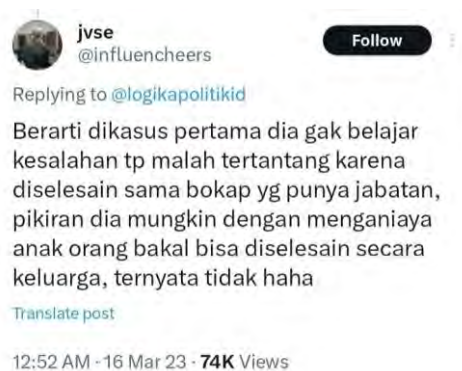 jvse
@influencheers
Follow
Replying to @logikapolitikid
Berarti dikasus pertama dia gak belajar
kesalahan tp malah tertantang karena
diselesain sama bokap yg punya jabatan,
pikiran dia mungkin dengan menganiaya
anak orang bakal bisa diselesain secara
keluarga, ternyata tidak haha
Translate post
12:52 AM - 16 Mar 23 · 74K Views